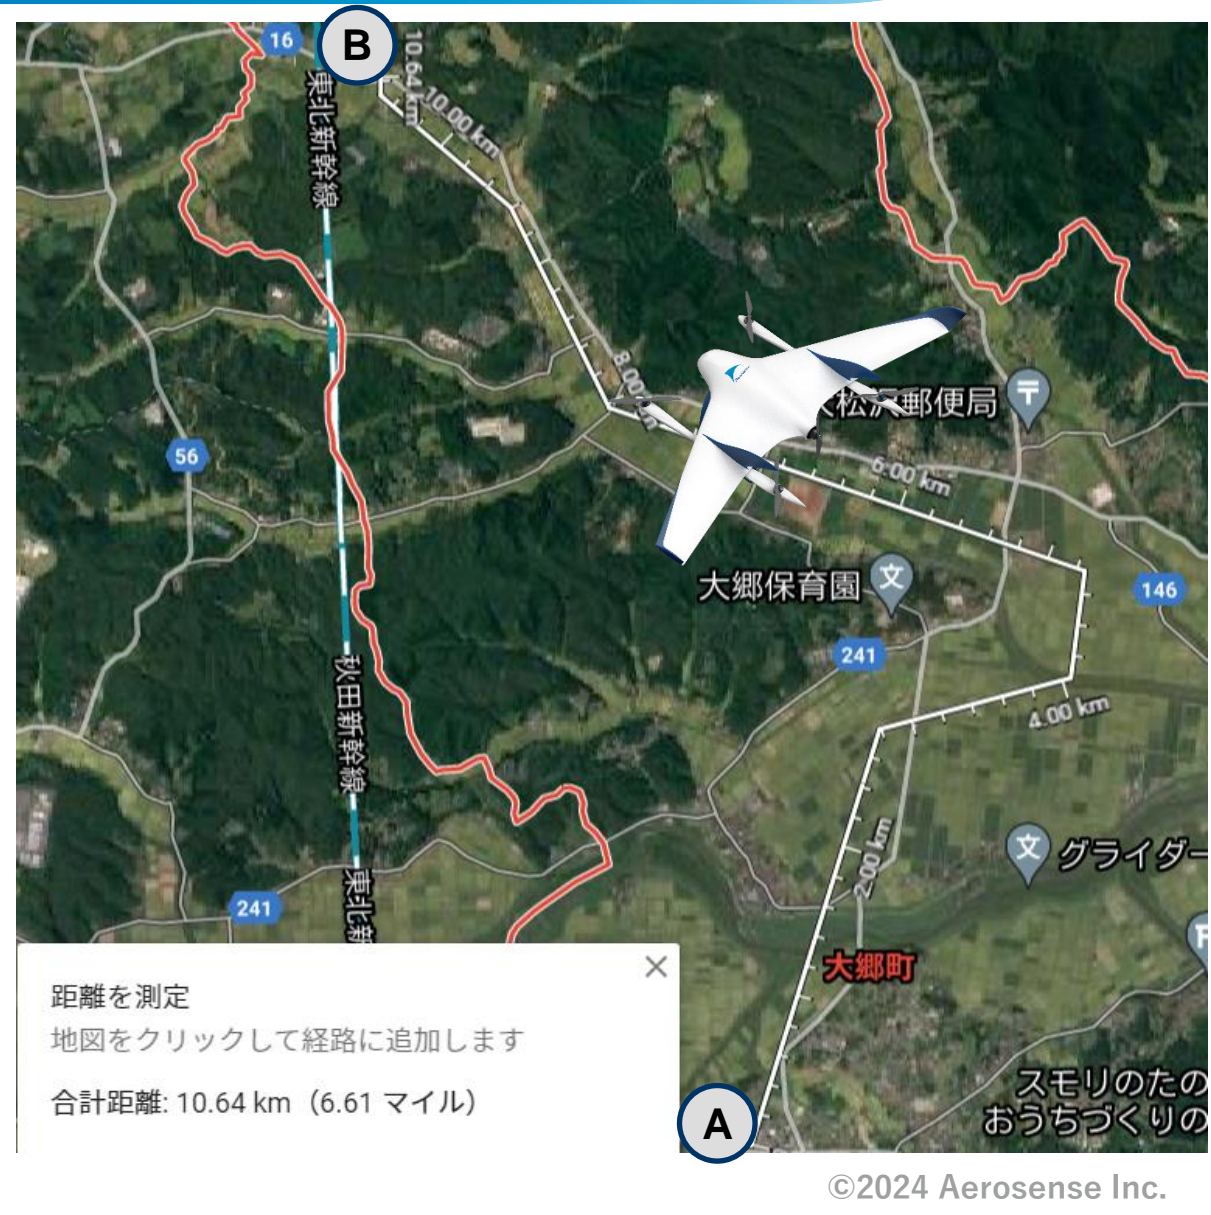 16
B
10.64 km
東北新幹線
10.00 km
8.00 km
松沢郵便局
〒
56
6.00 km
大郷保育園
文
146
241
秋田新幹線
4.00 km
2.00 km
文
グライダー
241
東北新
大郷町
距離を測定
地図をクリックして経路に追加します
合計距離: 10.64 km（6.61 マイル）
スモリのたの
おうちづくりの
A
©2024 Aerosense Inc.